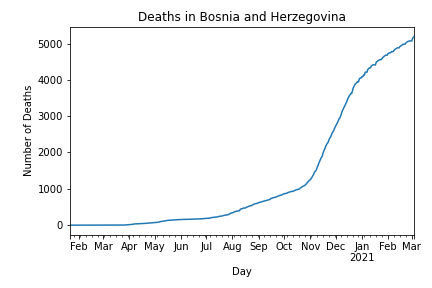 Deaths in Bosnia and Herzegovina
Number of Deaths
5000
4000
3000
2000
1000
0
Feb Mar Apr May Jun Jul Aug Sep Oct Nov Dec Jan Feb Mar
2021
Day